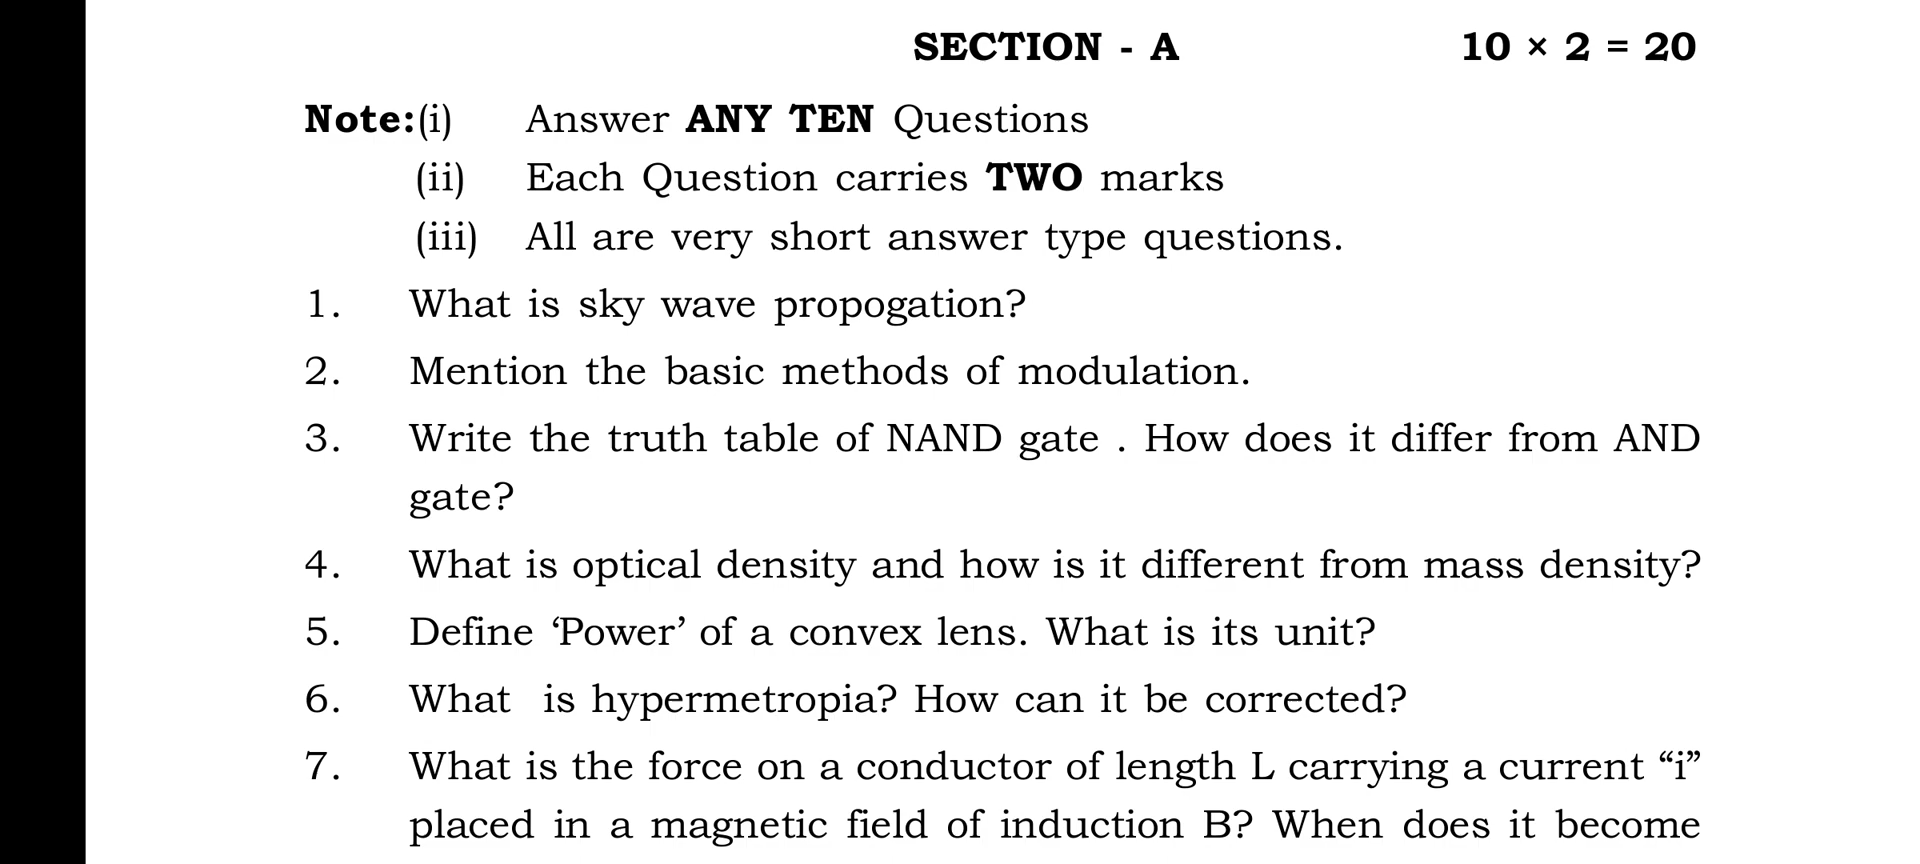 SECTION - A 10 × 2 = 20
Note:(i) Answer ANY TEN Questions
(ii) Each Question carries TWO marks
(iii) All are very short answer type questions.
1. What is sky wave propogation?
2. Mention the basic methods of modulation.
3. Write the truth table of NAND gate . How does it differ from AND
gate?
4. What is optical density and how is it different from mass density?
5. Define ‘Power’ of a convex lens. What is its unit?
6. What is hypermetropia? How can it be corrected?
7. What is the force on a conductor of length L carrying a current “i”
placed in a magnetic field of induction B? When does it become